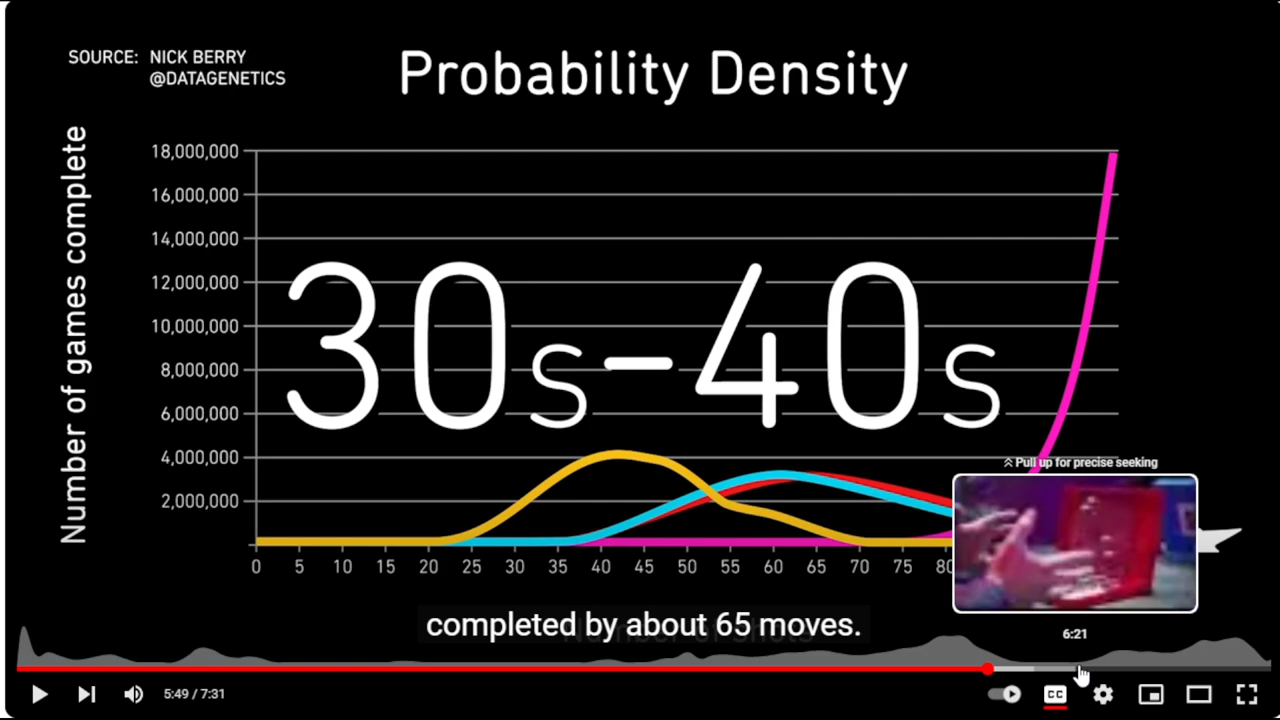 SOURCE: NICK BERRY
@DATAGENETICS
Probability Density
Number of games complete
18,000,000
16,000,000
14,000,000
12,000,000
10,000,000
8,000,000
6,000,000
4,000,000
2,000,000
30s-40s
Pull up for precise seeking
0 5 10 15 20 25 30 35 40 45 50 55 60 65 70 75 80
completed by about 65 moves.
6:21
5:49 / 7:31
CC